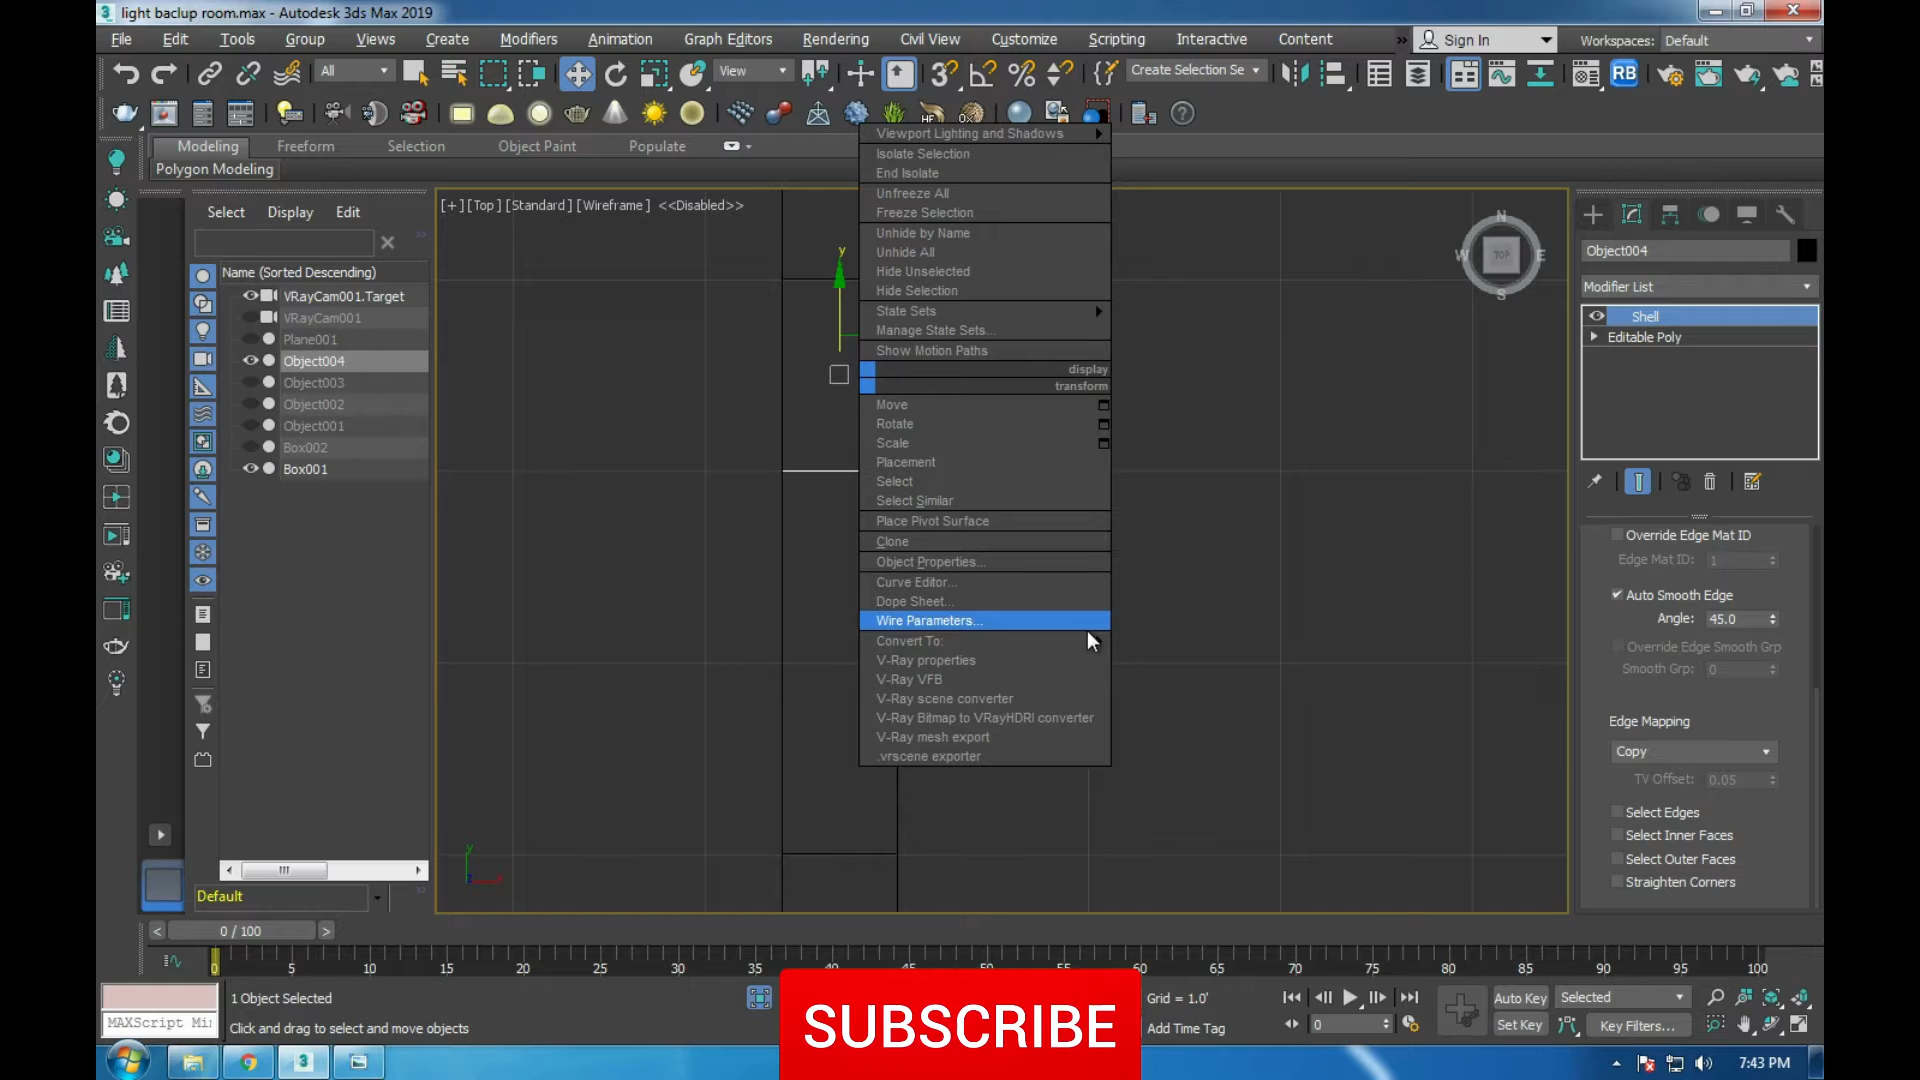 light baclup room.max - Autodesk 3ds Max 2019
File Edit Tools Group Views Create Modifiers Animation Graph Editors Rendering Civil View Customize Scripting Interactive Content » Sign In Workspaces: Default
All View Create Selection Se RB
Modeling Freeform Selection Object Paint Populate
Polygon Modeling
Select Display Edit
Name (Sorted Descending)
VRayCam001.Target
VRayCam001
Plane001
Object004
Object003
Object002
Object001
Box002
Box001
Default
[+] [Top] [Standard] [Wireframe] <<Disabled>>
y
N
W TOP E
S
y
Viewport Lighting and Shadows
Isolate Selection
End Isolate
Unfreeze All
Freeze Selection
Unhide by Name
Unhide All
Hide Unselected
Hide Selection
State Sets
Manage State Sets...
Show Motion Paths
display
transform
Move
Rotate
Scale
Placement
Select
Select Similar
Place Pivot Surface
Clone
Object Properties...
Curve Editor...
Dope Sheet...
Wire Parameters...
Convert To:
V-Ray properties
V-Ray VFB
V-Ray scene converter
V-Ray Bitmap to VRayHDRI converter
V-Ray mesh export
.vrscene exporter
Object004
Modifier List
Shell
Editable Poly
Override Edge Mat ID
Edge Mat ID: 1
Auto Smooth Edge
Angle: 45.0
Override Edge Smooth Grp
Smooth Grp: 0
Edge Mapping
Copy
TV Offset: 0.05
Select Edges
Select Inner Faces
Select Outer Faces
Straighten Corners
< 0 / 100 >
0 5 10 15 20 25 30 35 40 45 50 55 60 65 70 75 80 85 90 95 100
1 Object Selected
Click and drag to select and move objects
MAXScript Mi
SUBSCRIBE
Grid = 1.0'
Add Time Tag
0
Auto Key Selected
Set Key Key Filters...
7:43 PM